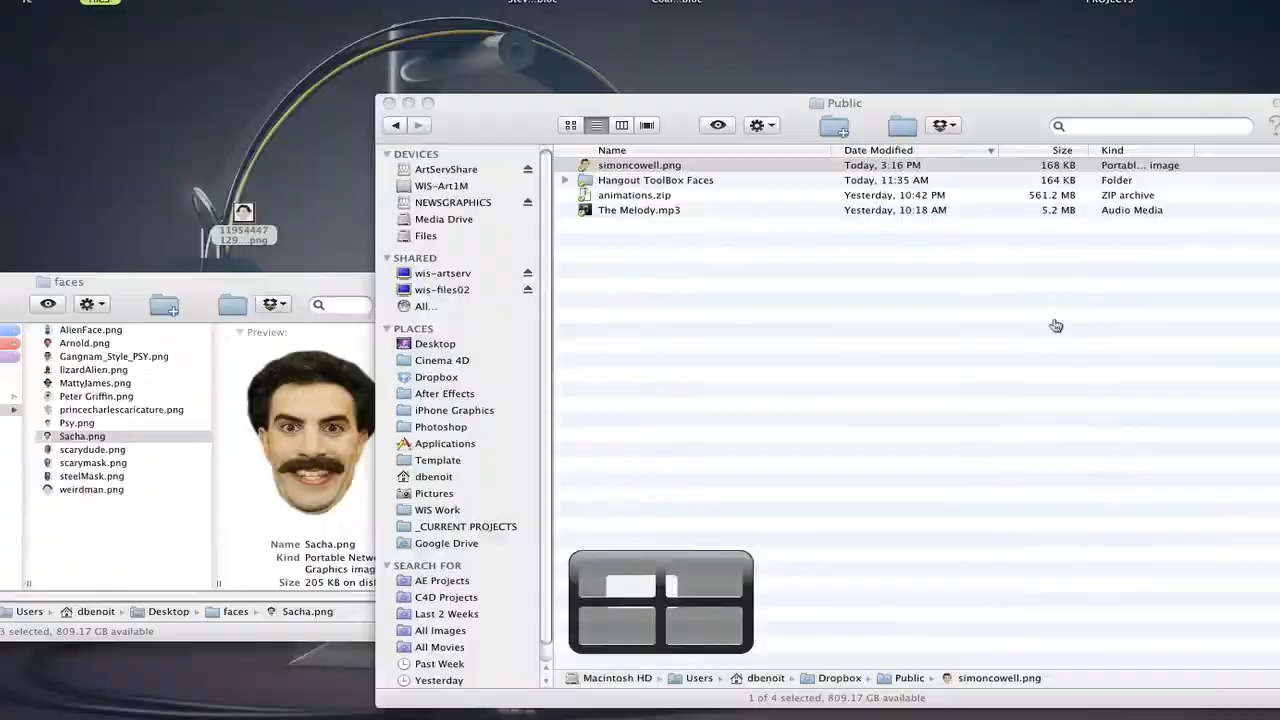 FILES
PROJECTS
11954447
129....png
Public
Name Date Modified Size Kind
simoncowell.png Today, 3:16 PM 168 KB Portabl... image
Hangout ToolBox Faces Today, 11:35 AM 164 KB Folder
animations.zip Yesterday, 10:42 PM 561.2 MB ZIP archive
The Melody.mp3 Yesterday, 10:18 AM 5.2 MB Audio Media
DEVICES
ArtServShare
WIS-Art1M
NEWSGRAPHICS
Media Drive
Files
SHARED
wis-artserv
wis-files02
All...
PLACES
Desktop
Cinema 4D
Dropbox
After Effects
iPhone Graphics
Photoshop
Applications
Template
dbenoit
Pictures
WIS Work
_CURRENT PROJECTS
Google Drive
SEARCH FOR
AE Projects
C4D Projects
Last 2 Weeks
All Images
All Movies
Past Week
Yesterday
Macintosh HD Users dbenoit Dropbox Public simoncowell.png
1 of 4 selected, 809.17 GB available
faces
AlienFace.png
Arnold.png
Gangnam_Style_PSY.png
lizardAlien.png
MattyJames.png
Peter Griffin.png
princecharlescaricature.png
Psy.png
Sacha.png
scarydude.png
scarymask.png
steelMask.png
weirdman.png
Preview:
Name Sacha.png
Kind Portable Netw
Graphics imag
Size 205 KB on dis
Users dbenoit Desktop faces Sacha.png
3 selected, 809.17 GB available